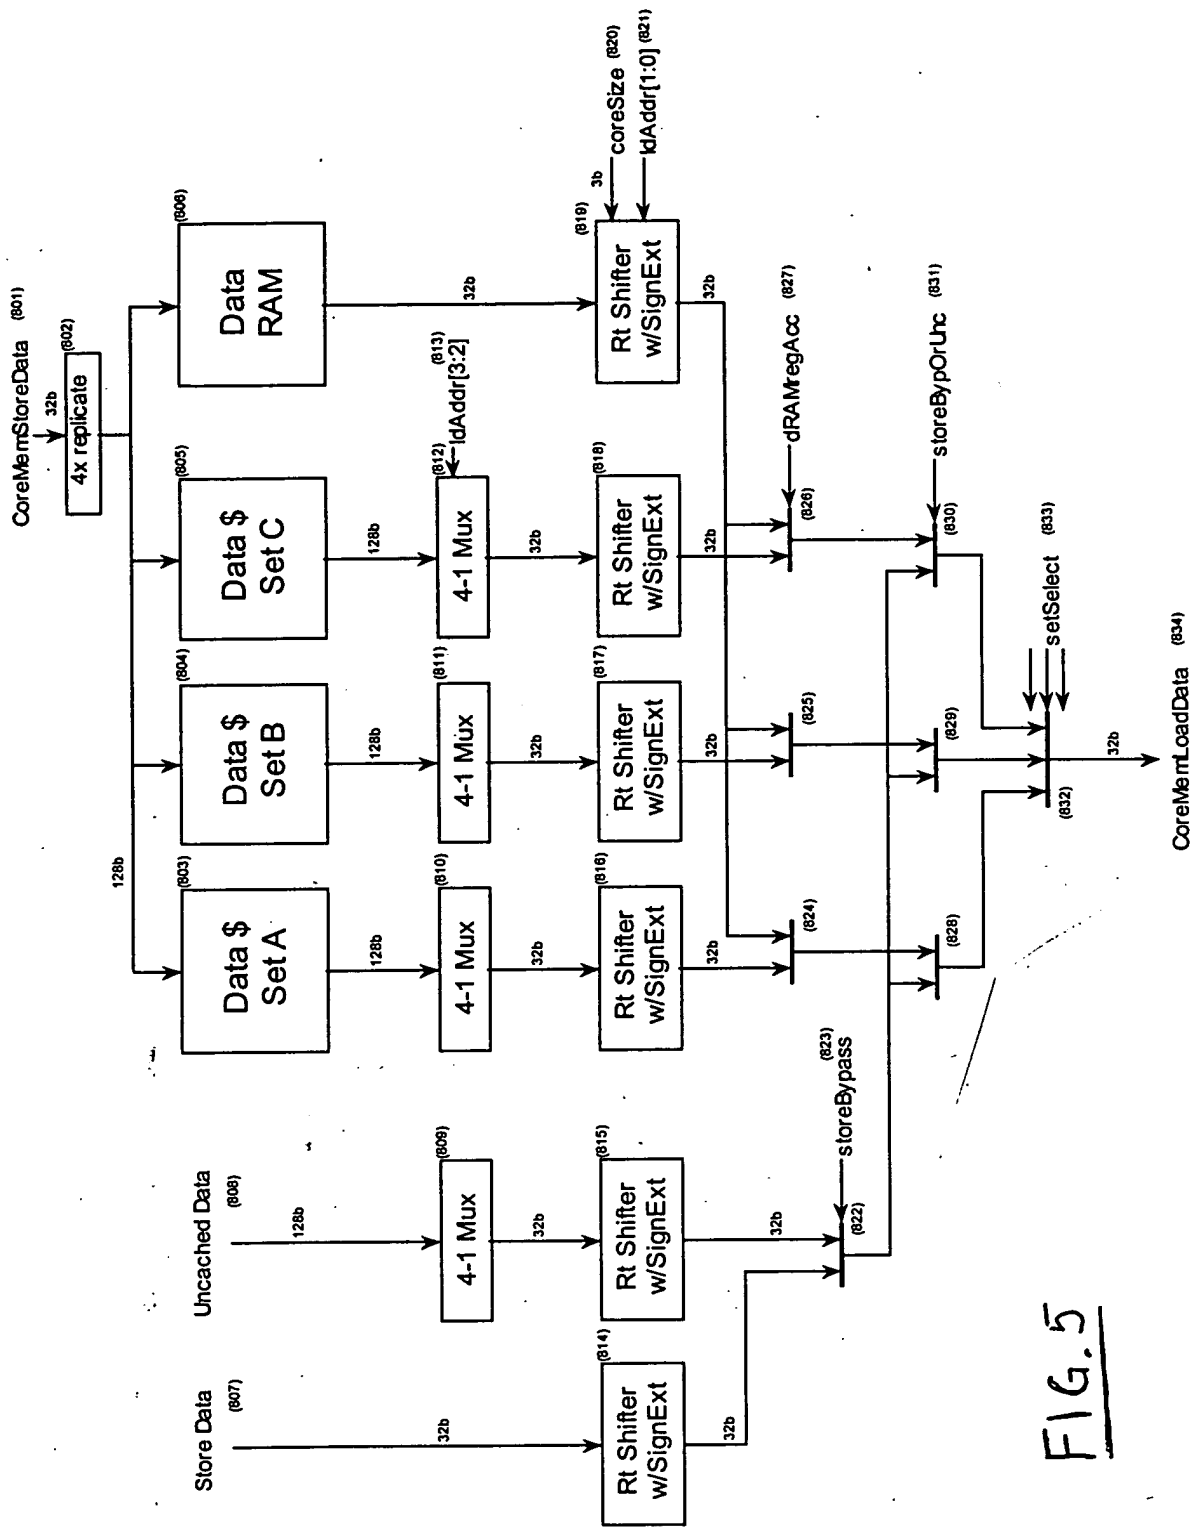 CoreMemStoreData (801)
32b
4x replicate
(802)
128b
Data $
Set A
(803)
Data $
Set B
(804)
Data $
Set C
(805)
Data
RAM
(806)
Store Data
(807)
Uncached Data
(808)
128b
128b
128b
128b
4-1 Mux
(809)
4-1 Mux
(810)
4-1 Mux
(811)
4-1 Mux
(812)
ldAddr[3:2]
(813)
32b
32b
32b
32b
32b
32b
Rt Shifter
w/SignExt
(814)
Rt Shifter
w/SignExt
(815)
Rt Shifter
w/SignExt
(816)
Rt Shifter
w/SignExt
(817)
Rt Shifter
w/SignExt
(818)
Rt Shifter
w/SignExt
(819)
3b
coreSize (820)
ldAddr[1:0] (821)
32b
32b
32b
32b
32b
32b
(822)
storeBypass
(823)
(824)
(825)
(826)
dRAMregAcc (827)
(828)
(829)
(830)
storeBypOrUnc (831)
(832)
setSelect (833)
32b
CoreMemLoadData (834)
FIG.5